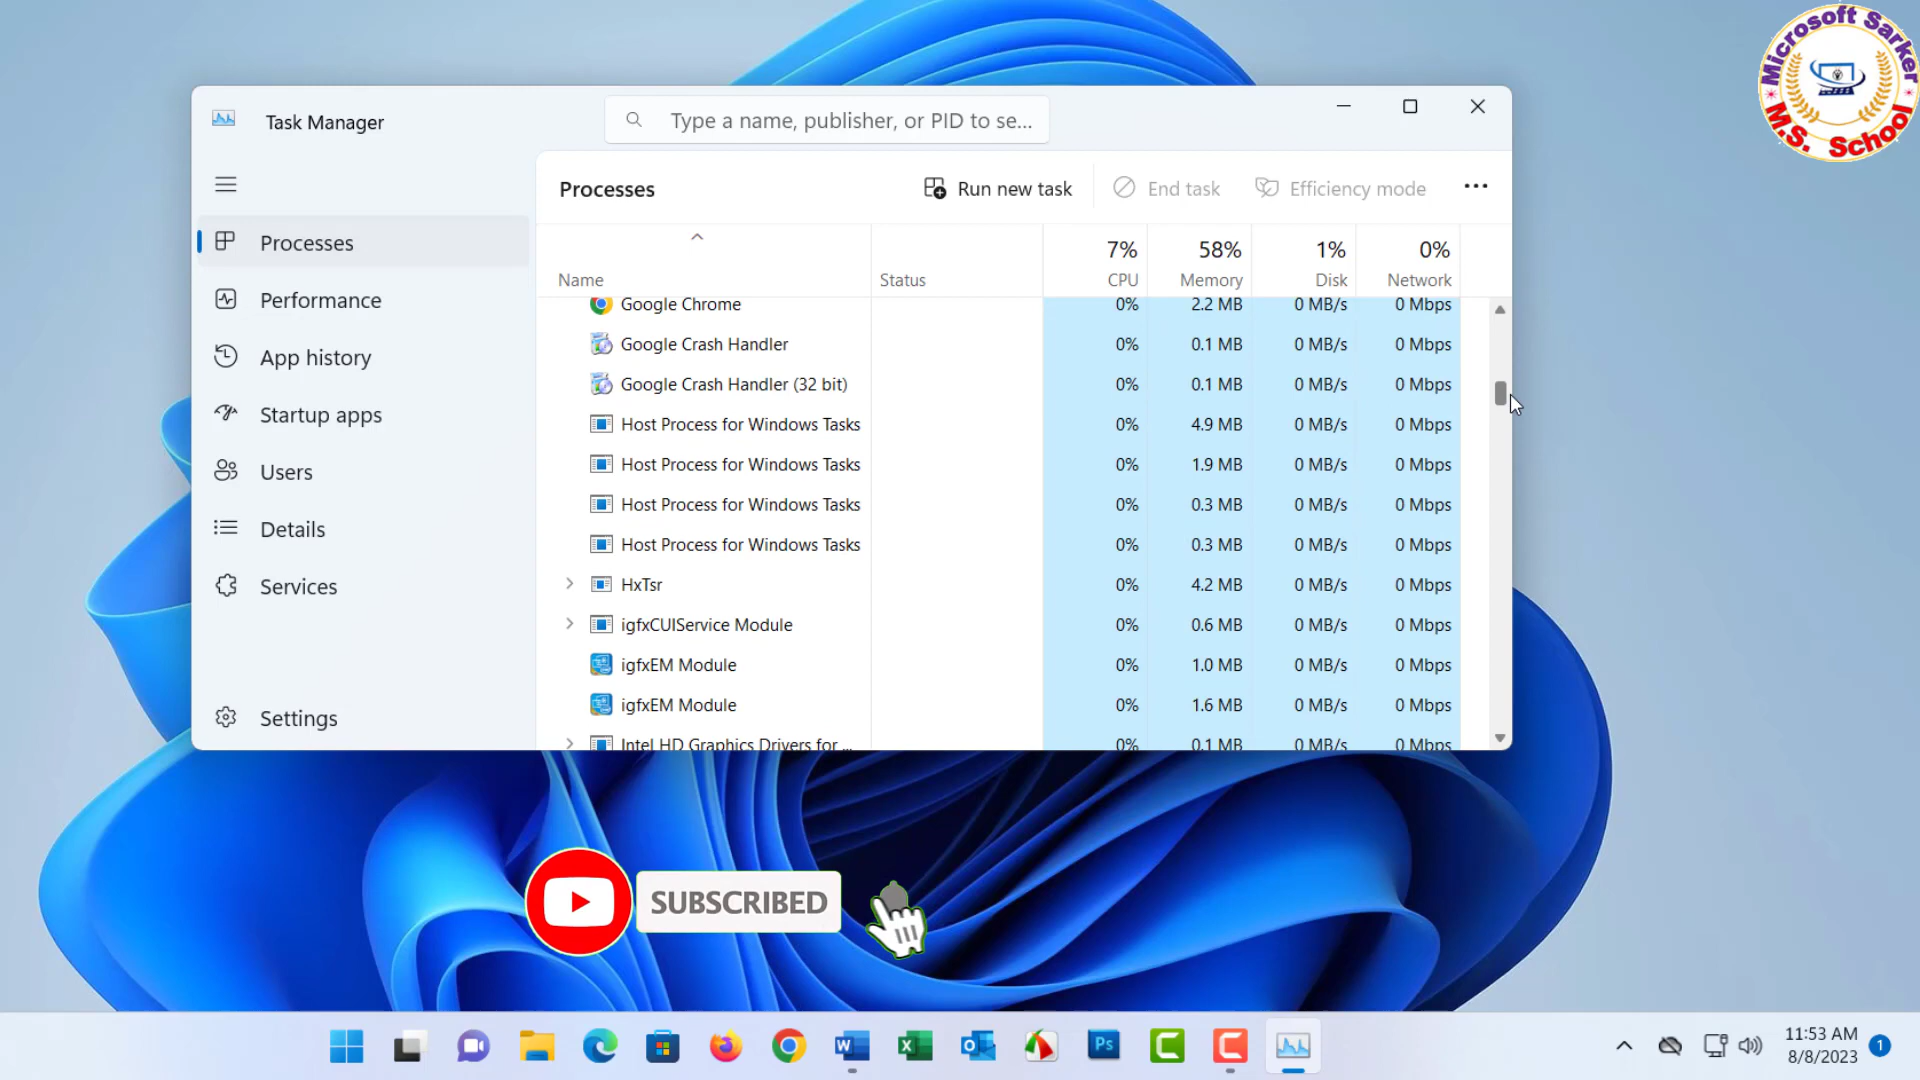 Microsoft Sarker
M.S. School
Task Manager
Type a name, publisher, or PID to se...
Processes
Run new task
End task
Efficiency mode
Processes
Performance
App history
Startup apps
Users
Details
Services
Settings
7% 58% 1% 0%
Name Status CPU Memory Disk Network
Google Chrome 0% 2.2 MB 0 MB/s 0 Mbps
Google Crash Handler 0% 0.1 MB 0 MB/s 0 Mbps
Google Crash Handler (32 bit) 0% 0.1 MB 0 MB/s 0 Mbps
Host Process for Windows Tasks 0% 4.9 MB 0 MB/s 0 Mbps
Host Process for Windows Tasks 0% 1.9 MB 0 MB/s 0 Mbps
Host Process for Windows Tasks 0% 0.3 MB 0 MB/s 0 Mbps
Host Process for Windows Tasks 0% 0.3 MB 0 MB/s 0 Mbps
HxTsr 0% 4.2 MB 0 MB/s 0 Mbps
igfxCUIService Module 0% 0.6 MB 0 MB/s 0 Mbps
igfxEM Module 0% 1.0 MB 0 MB/s 0 Mbps
igfxEM Module 0% 1.6 MB 0 MB/s 0 Mbps
Intel HD Graphics Drivers for ... 0% 0.1 MB 0 MB/s 0 Mbps
SUBSCRIBED
W
X
O
Ps
11:53 AM
8/8/2023
1